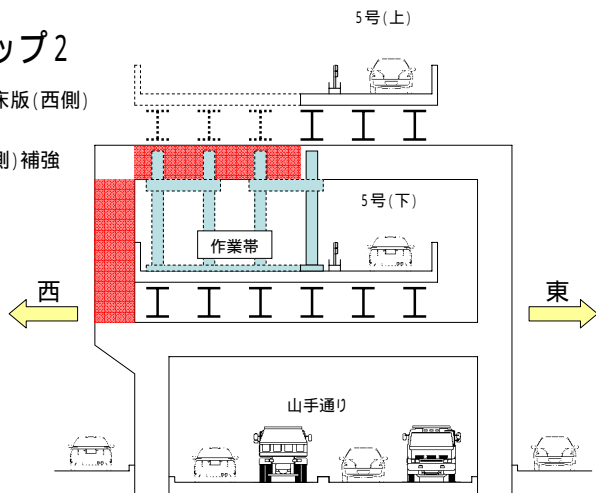 5号(上)
ップ2
床版(西側)
側)補強
5号(下)
作業帯
西
東
山手通り